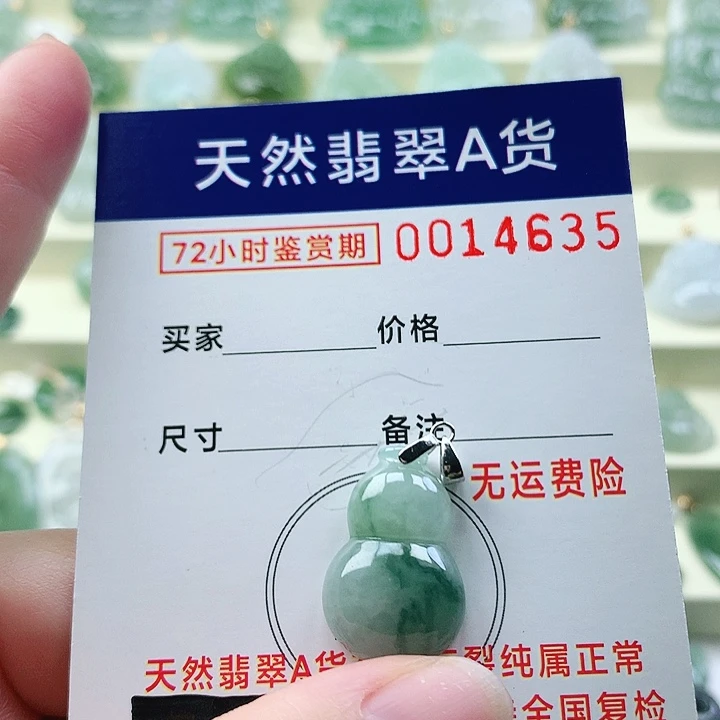 天然翡翠A货
72小时鉴赏期 0014635
买家 价格
尺寸 备注
无运费险
天然翡翠A货 裂纯属正常
全国复检